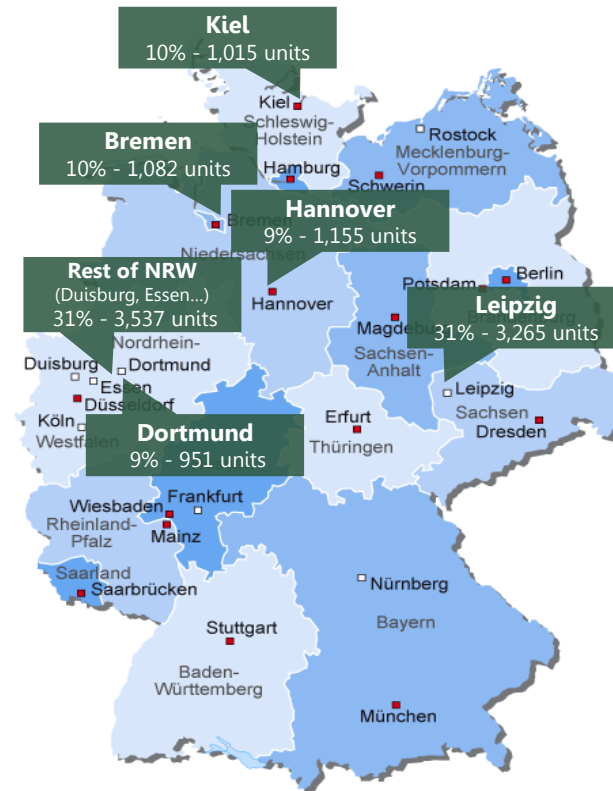 Kiel
10% - 1,015 units
Kiel
Schleswig-
Holstein
Rostock
Mecklenburg-
Vorpommern
Bremen
10% - 1,082 units
Hamburg
Schwerin
Bremen
Hannover
9% - 1,155 units
Niedersachsen
Rest of NRW
(Duisburg, Essen...)
31% - 3,537 units
Hannover
Potsdam
Berlin
Brandenburg
Leipzig
31% - 3,265 units
Magdeburg
Sachsen-
Anhalt
Nordrhein-
Duisburg
Dortmund
Essen
Düsseldorf
Köln
Westfalen
Leipzig
Sachsen
Dresden
Dortmund
9% - 951 units
Erfurt
Thüringen
Frankfurt
Wiesbaden
Rheinland-
Pfalz
Mainz
Saarland
Saarbrücken
Nürnberg
Bayern
Stuttgart
Baden-
Württemberg
München